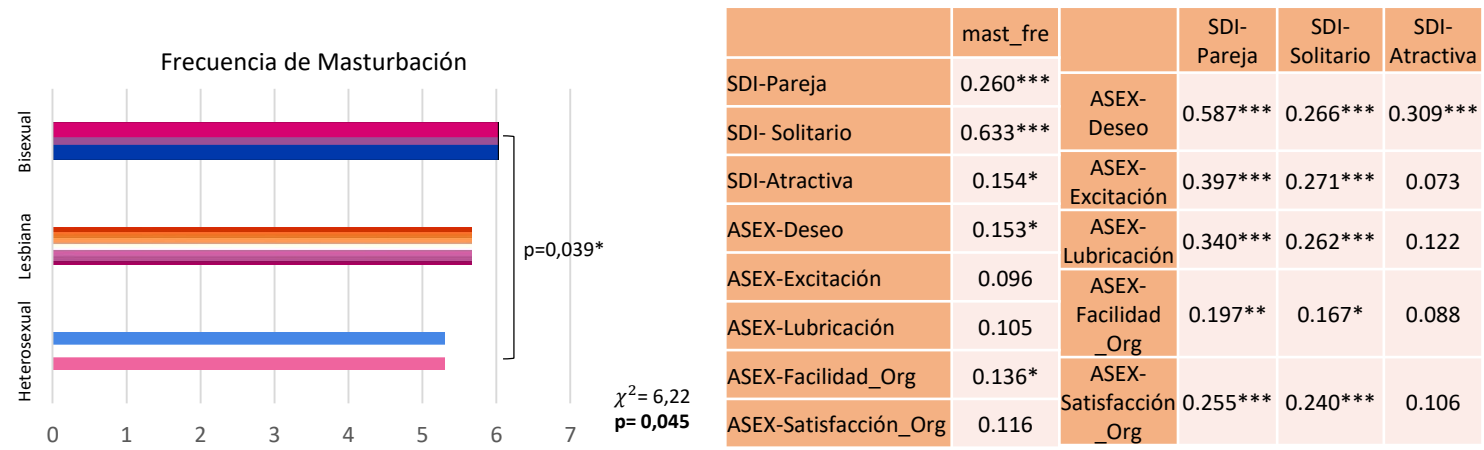 Frecuencia de Masturbación
Bisexual
Lesbiana
Heterosexual
p=0,039*
0 1 2 3 4 5 6 7
𝜒²= 6,22
p= 0,045
mast_fre
SDI-Pareja 0.260***
SDI- Solitario 0.633***
SDI-Atractiva 0.154*
ASEX-Deseo 0.153*
ASEX-Excitación 0.096
ASEX-Lubricación 0.105
ASEX-Facilidad_Org 0.136*
ASEX-Satisfacción_Org 0.116
SDI- SDI- SDI-
Pareja Solitario Atractiva
ASEX-
Deseo 0.587*** 0.266*** 0.309***
ASEX-
Excitación 0.397*** 0.271*** 0.073
ASEX-
Lubricación 0.340*** 0.262*** 0.122
ASEX-
Facilidad 0.197** 0.167* 0.088
_Org
ASEX-
Satisfacción 0.255*** 0.240*** 0.106
_Org